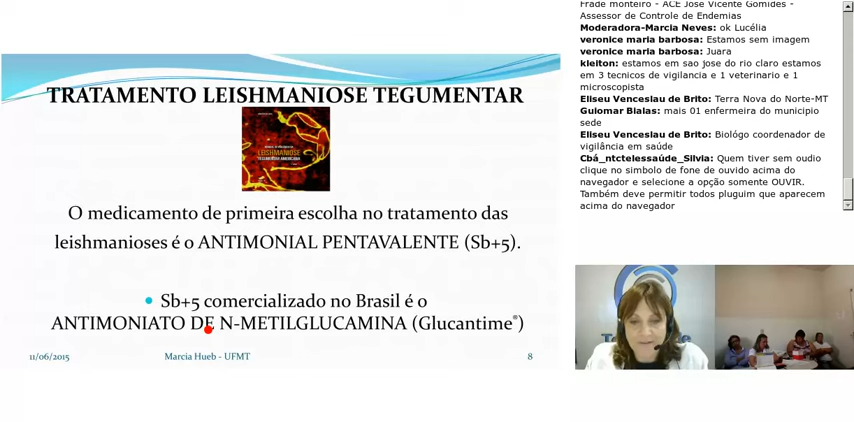 TRATAMENTO LEISHMANIOSE TEGUMENTAR
LEISHMANIOSE
O medicamento de primeira escolha no tratamento das
leishmanioses é o ANTIMONIAL PENTAVALENTE (Sb+5).
• Sb+5 comercializado no Brasil é o
ANTIMONIATO DE N-METILGLUCAMINA (Glucantime®)
11/06/2015 Marcia Hueb - UFMT 8
Frade monteiro - ACE José Vicente Gomides -
Assessor de Controle de Endemias
Moderadora-Marcia Neves: ok Lucélia
veronice maria barbosa: Estamos sem imagem
veronice maria barbosa: Juara
kleiton: estamos em sao jose do rio claro estamos
em 3 tecnicos de vigilancia e 1 veterinario e 1
microscopista
Eliseu Venceslau de Brito: Terra Nova do Norte-MT
Guiomar Bialas: mais 01 enfermeira do municipio
sede
Eliseu Venceslau de Brito: Biológo coordenador de
vigilância em saúde
Cbá_ntctelessaúde_Silvia: Quem tiver sem oudio
clique no simbolo de fone de ouvido acima do
navegador e selecione a opção somente OUVIR.
Também deve permitir todos pluguim que aparecem
acima do navegador